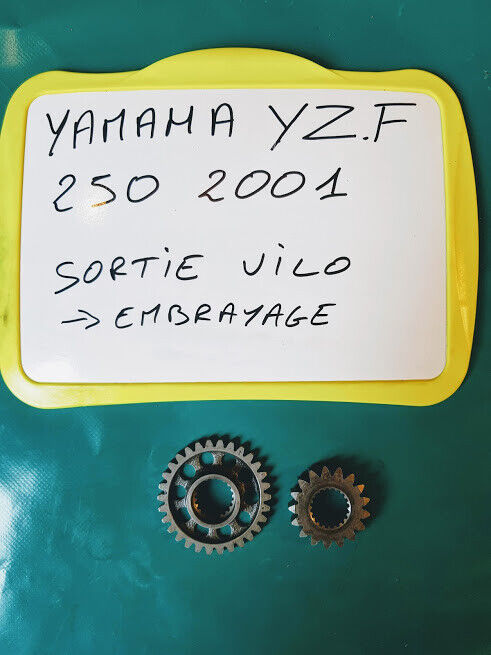 YAMAHA YZ.F
250 2001
SORTiE ViLO
→ EMBRAYAGE